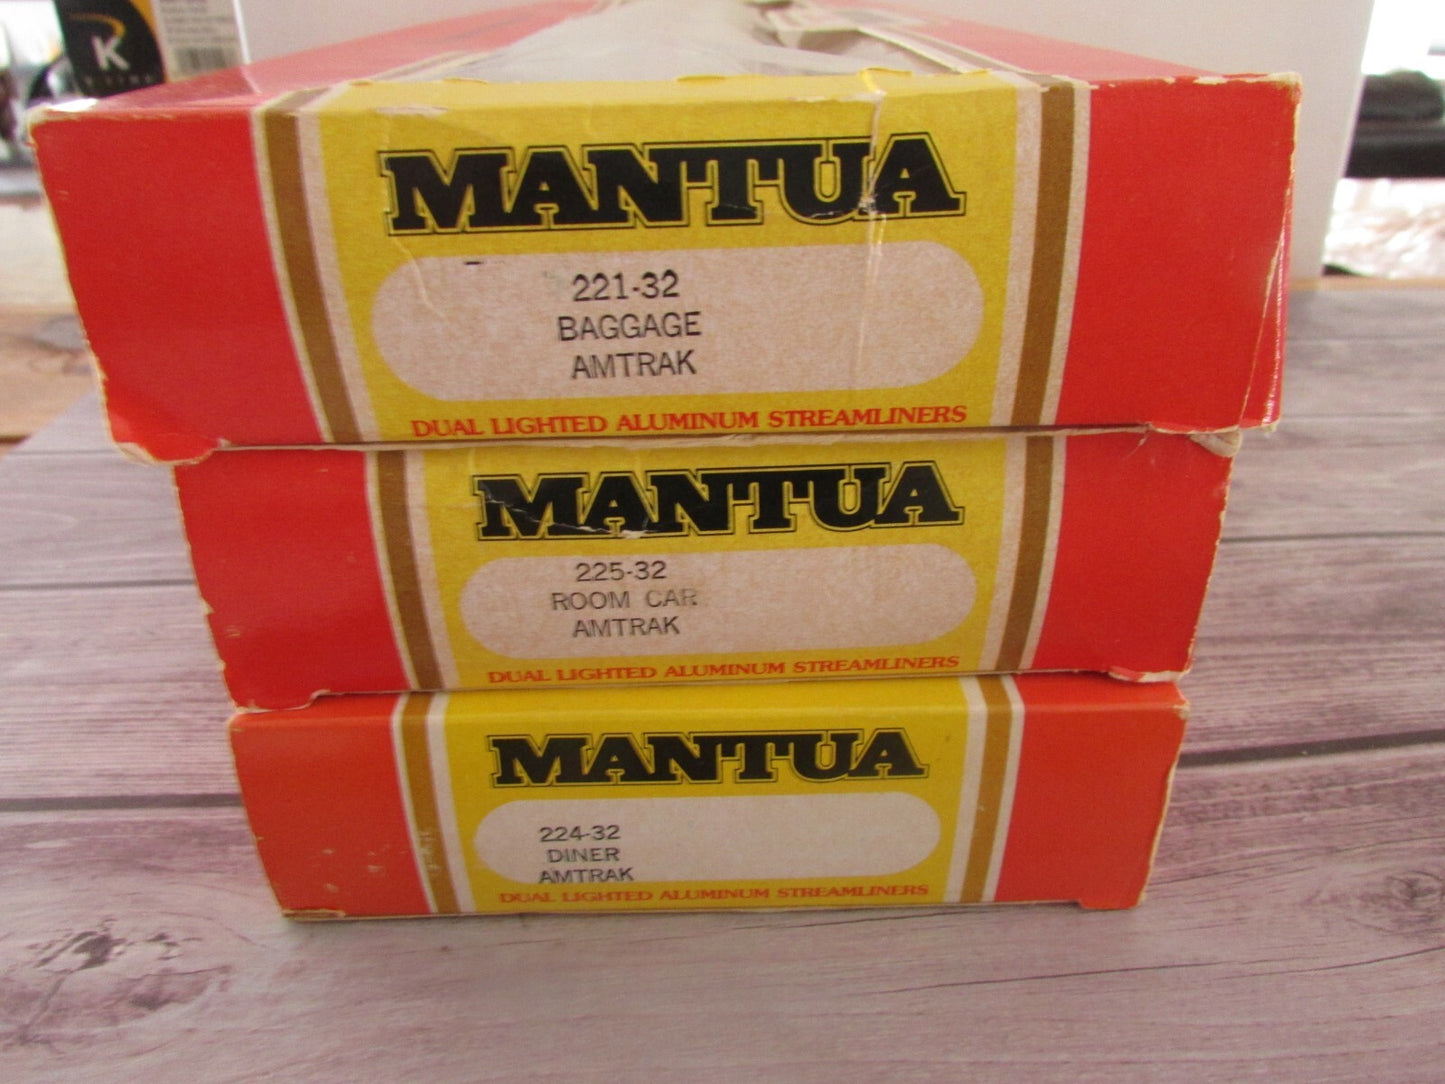 K
MANTUA
221-32
BAGGAGE
AMTRAK
DUAL LIGHTED ALUMINUM STREAMLINERS
MANTUA
225-32
ROOM CAR
AMTRAK
DUAL LIGHTED ALUMINUM STREAMLINERS
MANTUA
224-32
DINER
AMTRAK
DUAL LIGHTED ALUMINUM STREAMLINERS